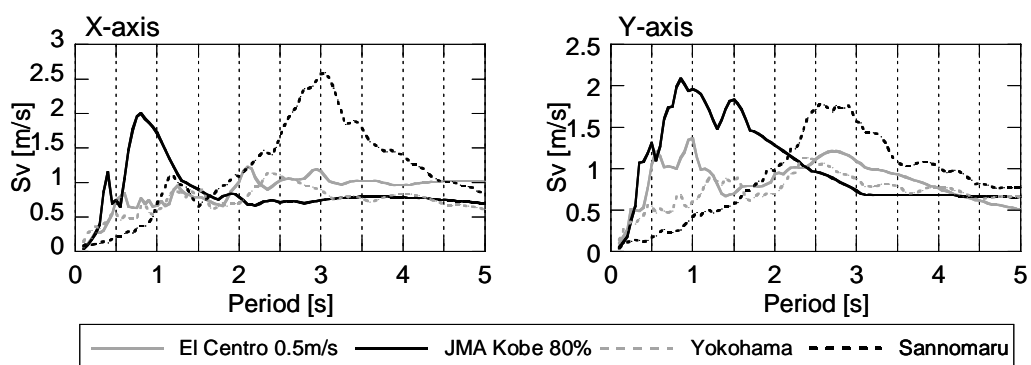 X-axis
3
2.5
2
1.5
1
0.5
0
Sv [m/s]
0 1 2 3 4 5
Period [s]
Y-axis
2.5
2
1.5
1
0.5
0
Sv [m/s]
0 1 2 3 4 5
Period [s]
El Centro 0.5m/s JMA Kobe 80% Yokohama Sannomaru